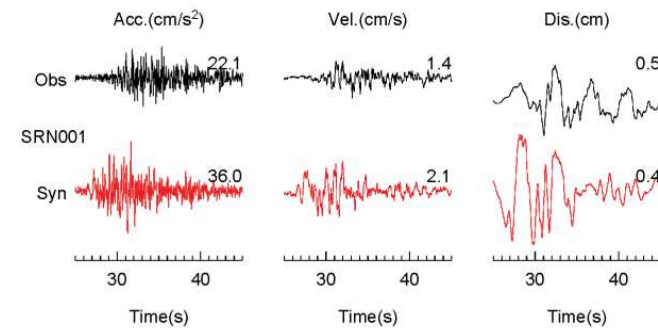 Acc.(cm/s²) Vel.(cm/s) Dis.(cm)
Obs 22.1 1.4 0.5
SRN001
Syn 36.0 2.1 0.4
30 40 30 40 30 40
Time(s) Time(s) Time(s)